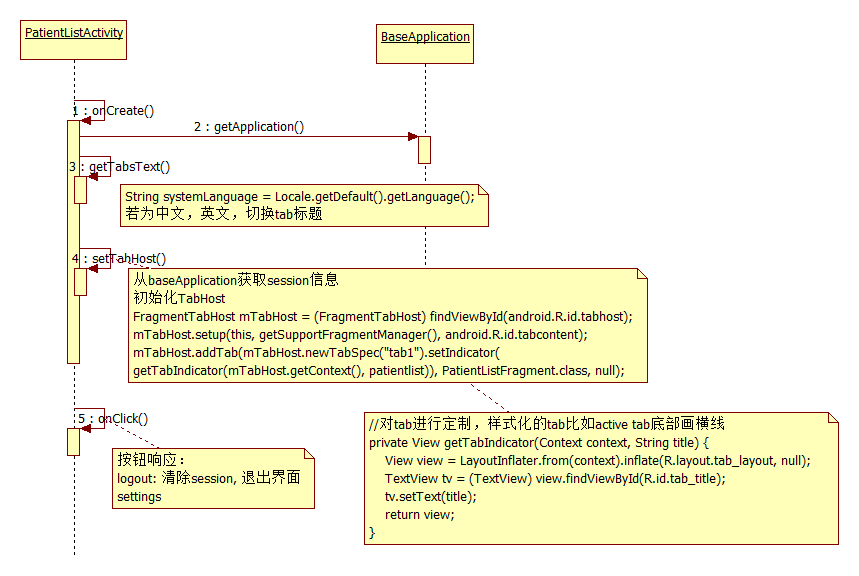 PatientListActivity
BaseApplication
1 : onCreate()
2 : getApplication()
3 : getTabsText()
String systemLanguage = Locale.getDefault().getLanguage();
若为中文，英文，切换tab标题
4 : setTabHost()
从baseApplication获取session信息
初始化TabHost
FragmentTabHost mTabHost = (FragmentTabHost) findViewById(android.R.id.tabhost);
mTabHost.setup(this, getSupportFragmentManager(), android.R.id.tabcontent);
mTabHost.addTab(mTabHost.newTabSpec("tab1").setIndicator(
getTabIndicator(mTabHost.getContext(), patientlist)), PatientListFragment.class, null);
5 : onClick()
按钮响应：
logout: 清除session, 退出界面
settings
//对tab进行定制，样式化的tab比如active tab底部画横线
private View getTabIndicator(Context context, String title) {
View view = LayoutInflater.from(context).inflate(R.layout.tab_layout, null);
TextView tv = (TextView) view.findViewById(R.id.tab_title);
tv.setText(title);
return view;
}